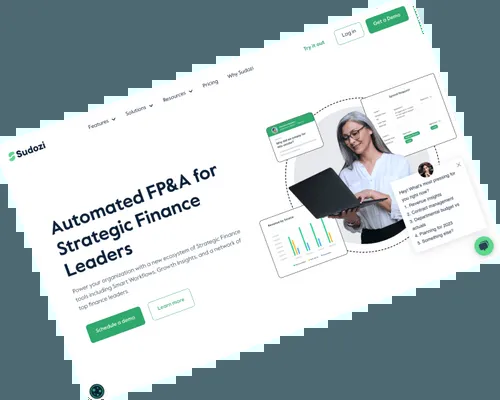 Sudozi
Features
Solutions
Resources
Pricing
Why Sudozi
Try it out
Log in
Get a Demo
Automated FP&A for
Strategic Finance
Leaders
Power your organization with a new ecosystem of Strategic Finance
tools including Smart Workflows, Growth Insights, and a network of
top finance leaders.
Schedule a demo
Learn more
Hey! What's most pressing for
you right now?
1. Revenue insights
2. Contract management
3. Departmental budget vs
actuals
4. Planning for 2023
5. Something else?